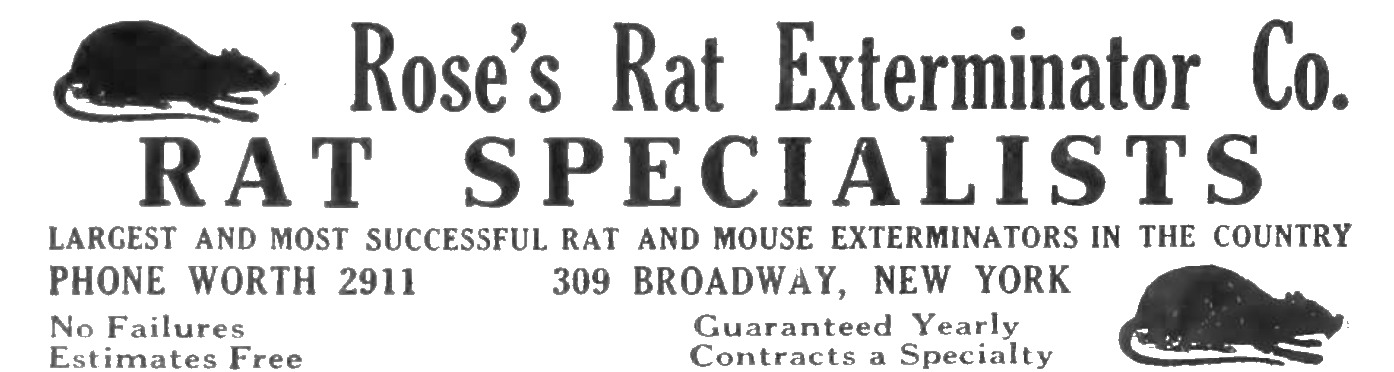 Rose's Rat Exterminator Co.
RAT SPECIALISTS
LARGEST AND MOST SUCCESSFUL RAT AND MOUSE EXTERMINATORS IN THE COUNTRY
PHONE WORTH 2911 309 BROADWAY, NEW YORK
No Failures Guaranteed Yearly
Estimates Free Contracts a Specialty